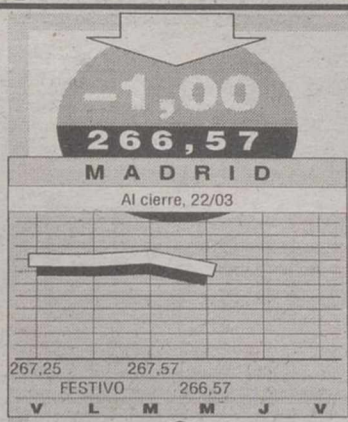 –1,00
266,57
MADRID
Al cierre, 22/03
267,25 267,57
FESTIVO 266,57
V L M M J V